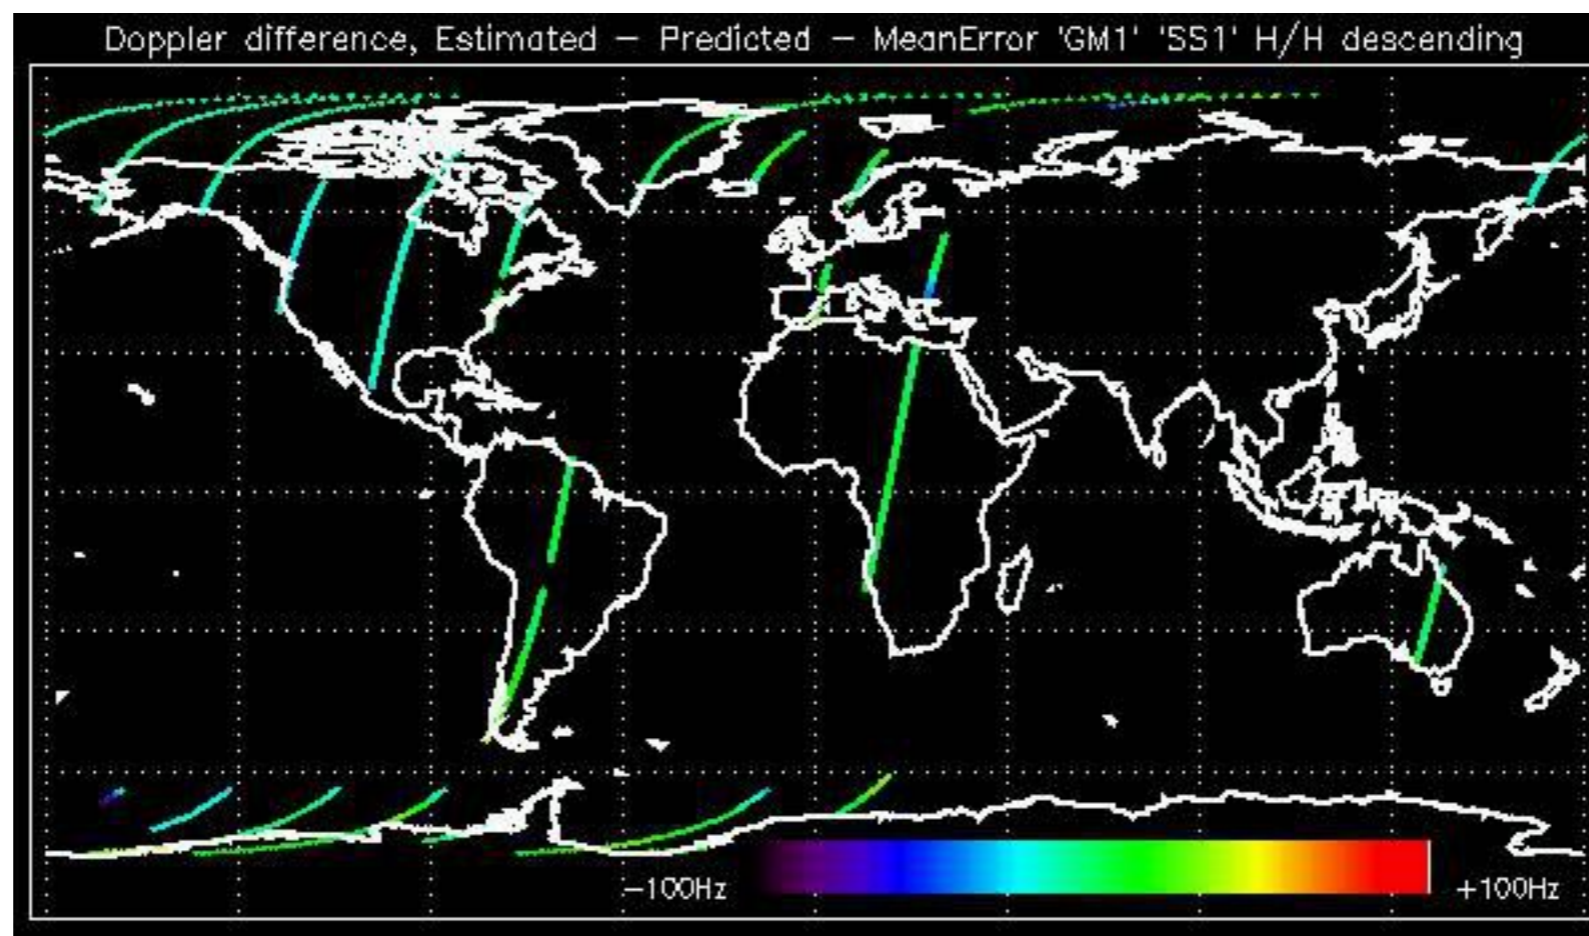 Doppler difference, Estimated – Predicted – MeanError 'GM1' 'SS1' H/H descending
–100Hz +100Hz